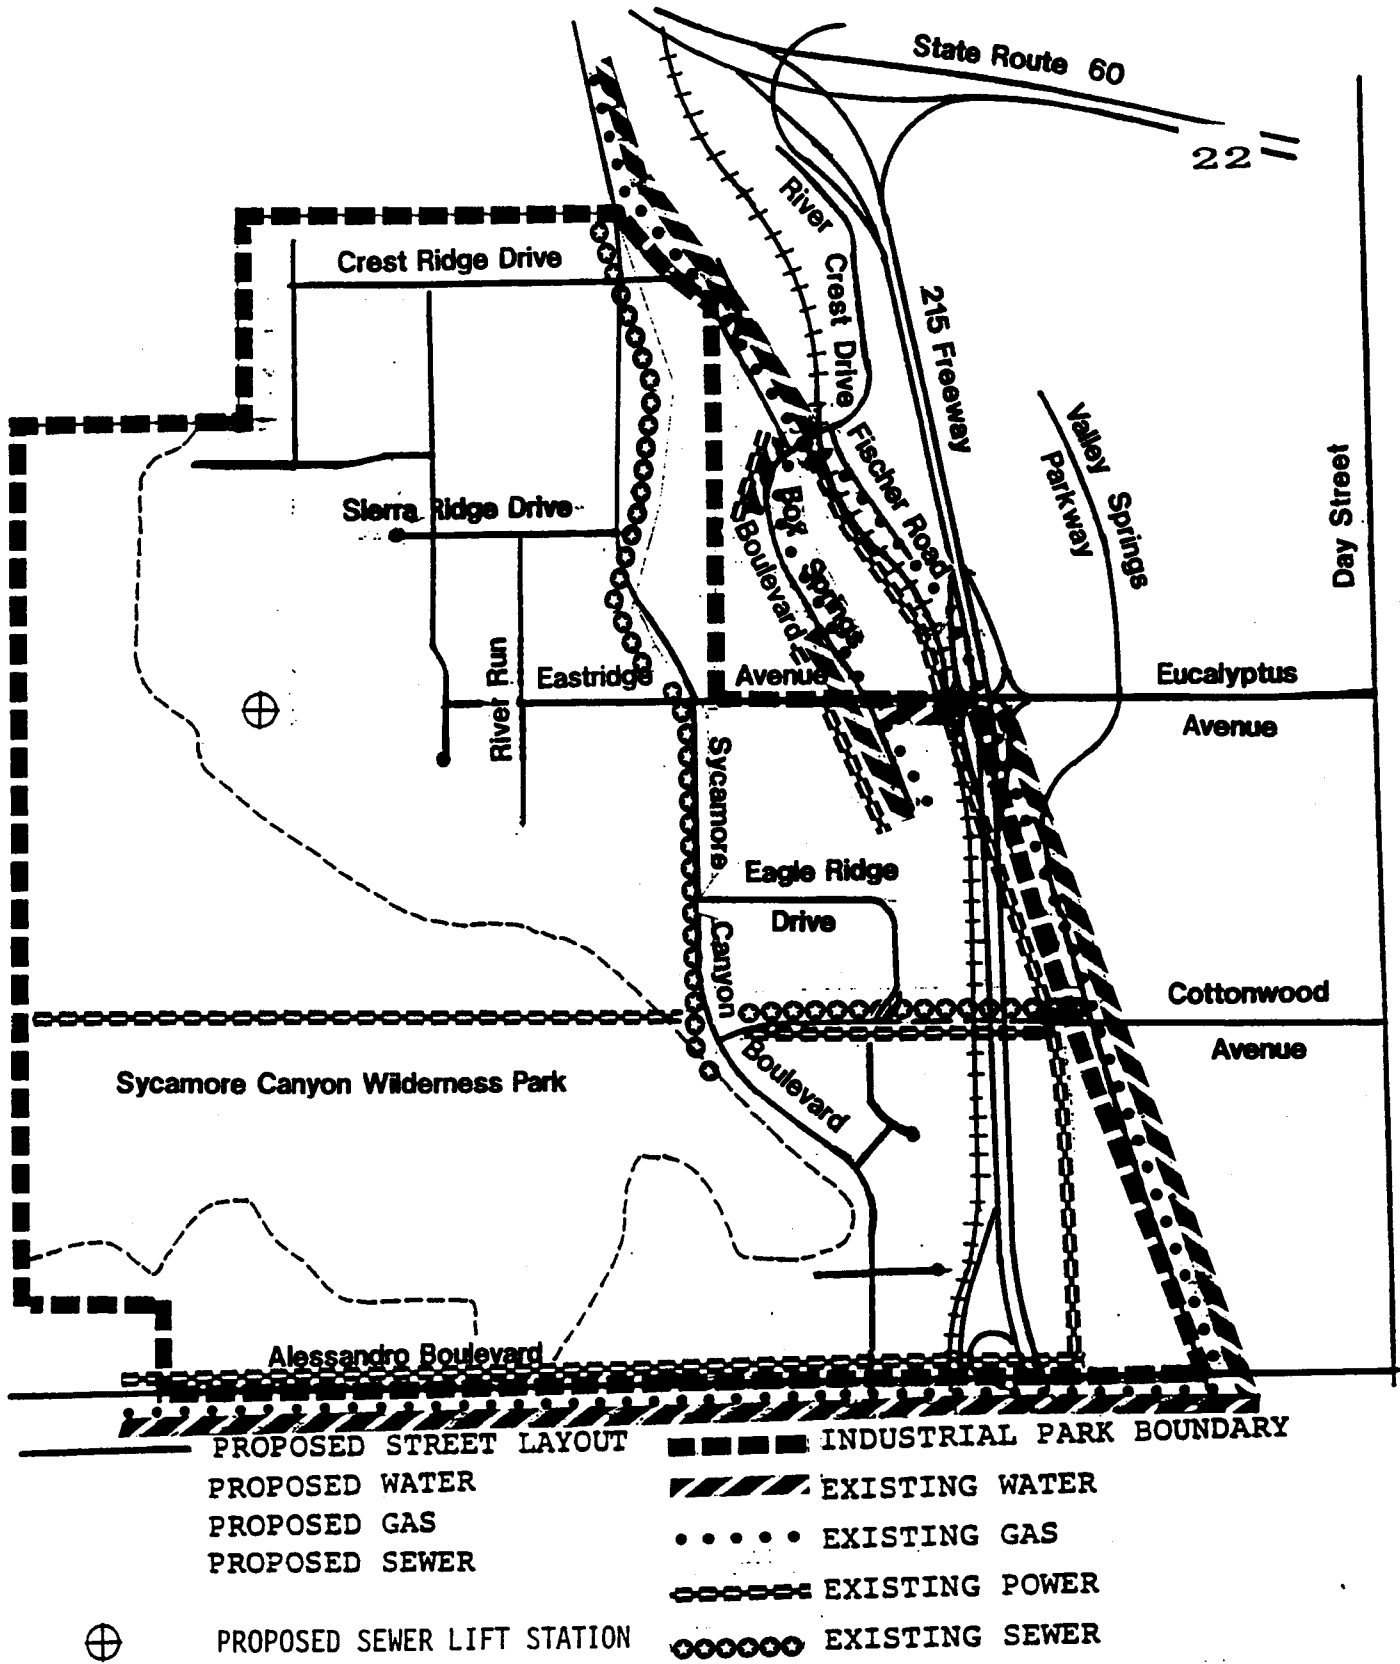 State Route 60
22
River Crest Drive
215 Freeway
Crest Ridge Drive
Fischer Road
Valley Springs
Parkway
Day Street
Box Springs
Boulevard
Sierra Ridge Drive
River Run
Eastridge Avenue
Eucalyptus
Avenue
Sycamore Canyon Boulevard
Eagle Ridge
Drive
Cottonwood
Avenue
Sycamore Canyon Wilderness Park
Alessandro Boulevard
PROPOSED STREET LAYOUT
PROPOSED WATER
PROPOSED GAS
PROPOSED SEWER
PROPOSED SEWER LIFT STATION
INDUSTRIAL PARK BOUNDARY
EXISTING WATER
EXISTING GAS
EXISTING POWER
EXISTING SEWER